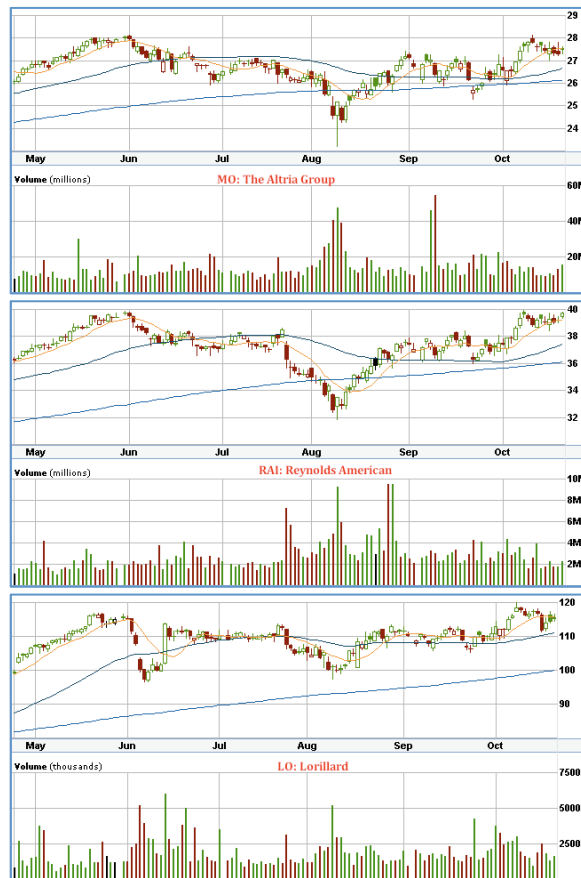 29
28
27
26
25
24
May Jun Jul Aug Sep Oct
Volume (millions) MO: The Altria Group
60M
40M
20M
40
38
36
34
32
May Jun Jul Aug Sep Oct
Volume (millions) RAI: Reynolds American
10M
8M
6M
4M
2M
120
110
100
90
May Jun Jul Aug Sep Oct
Volume (thousands) LO: Lorillard
7500
5000
2500